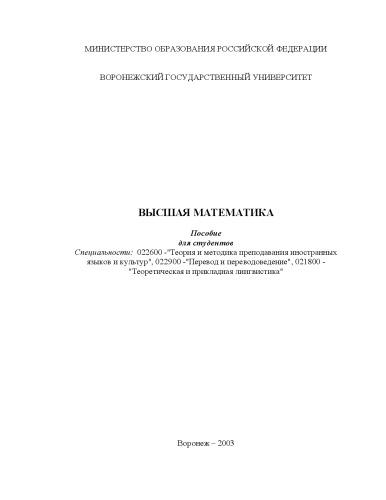 МИНИСТЕРСТВО ОБРАЗОВАНИЯ РОССИЙСКОЙ ФЕДЕРАЦИИ
ВОРОНЕЖСКИЙ ГОСУДАРСТВЕННЫЙ УНИВЕРСИТЕТ
ВЫСШАЯ МАТЕМАТИКА
Пособие
для студентов
Специальности: 022600 -"Теория и методика преподавания иностранных
языков и культур", 022900 -"Перевод и переводоведение", 021800 -
"Теоретическая и прикладная лингвистика"
Воронеж – 2003